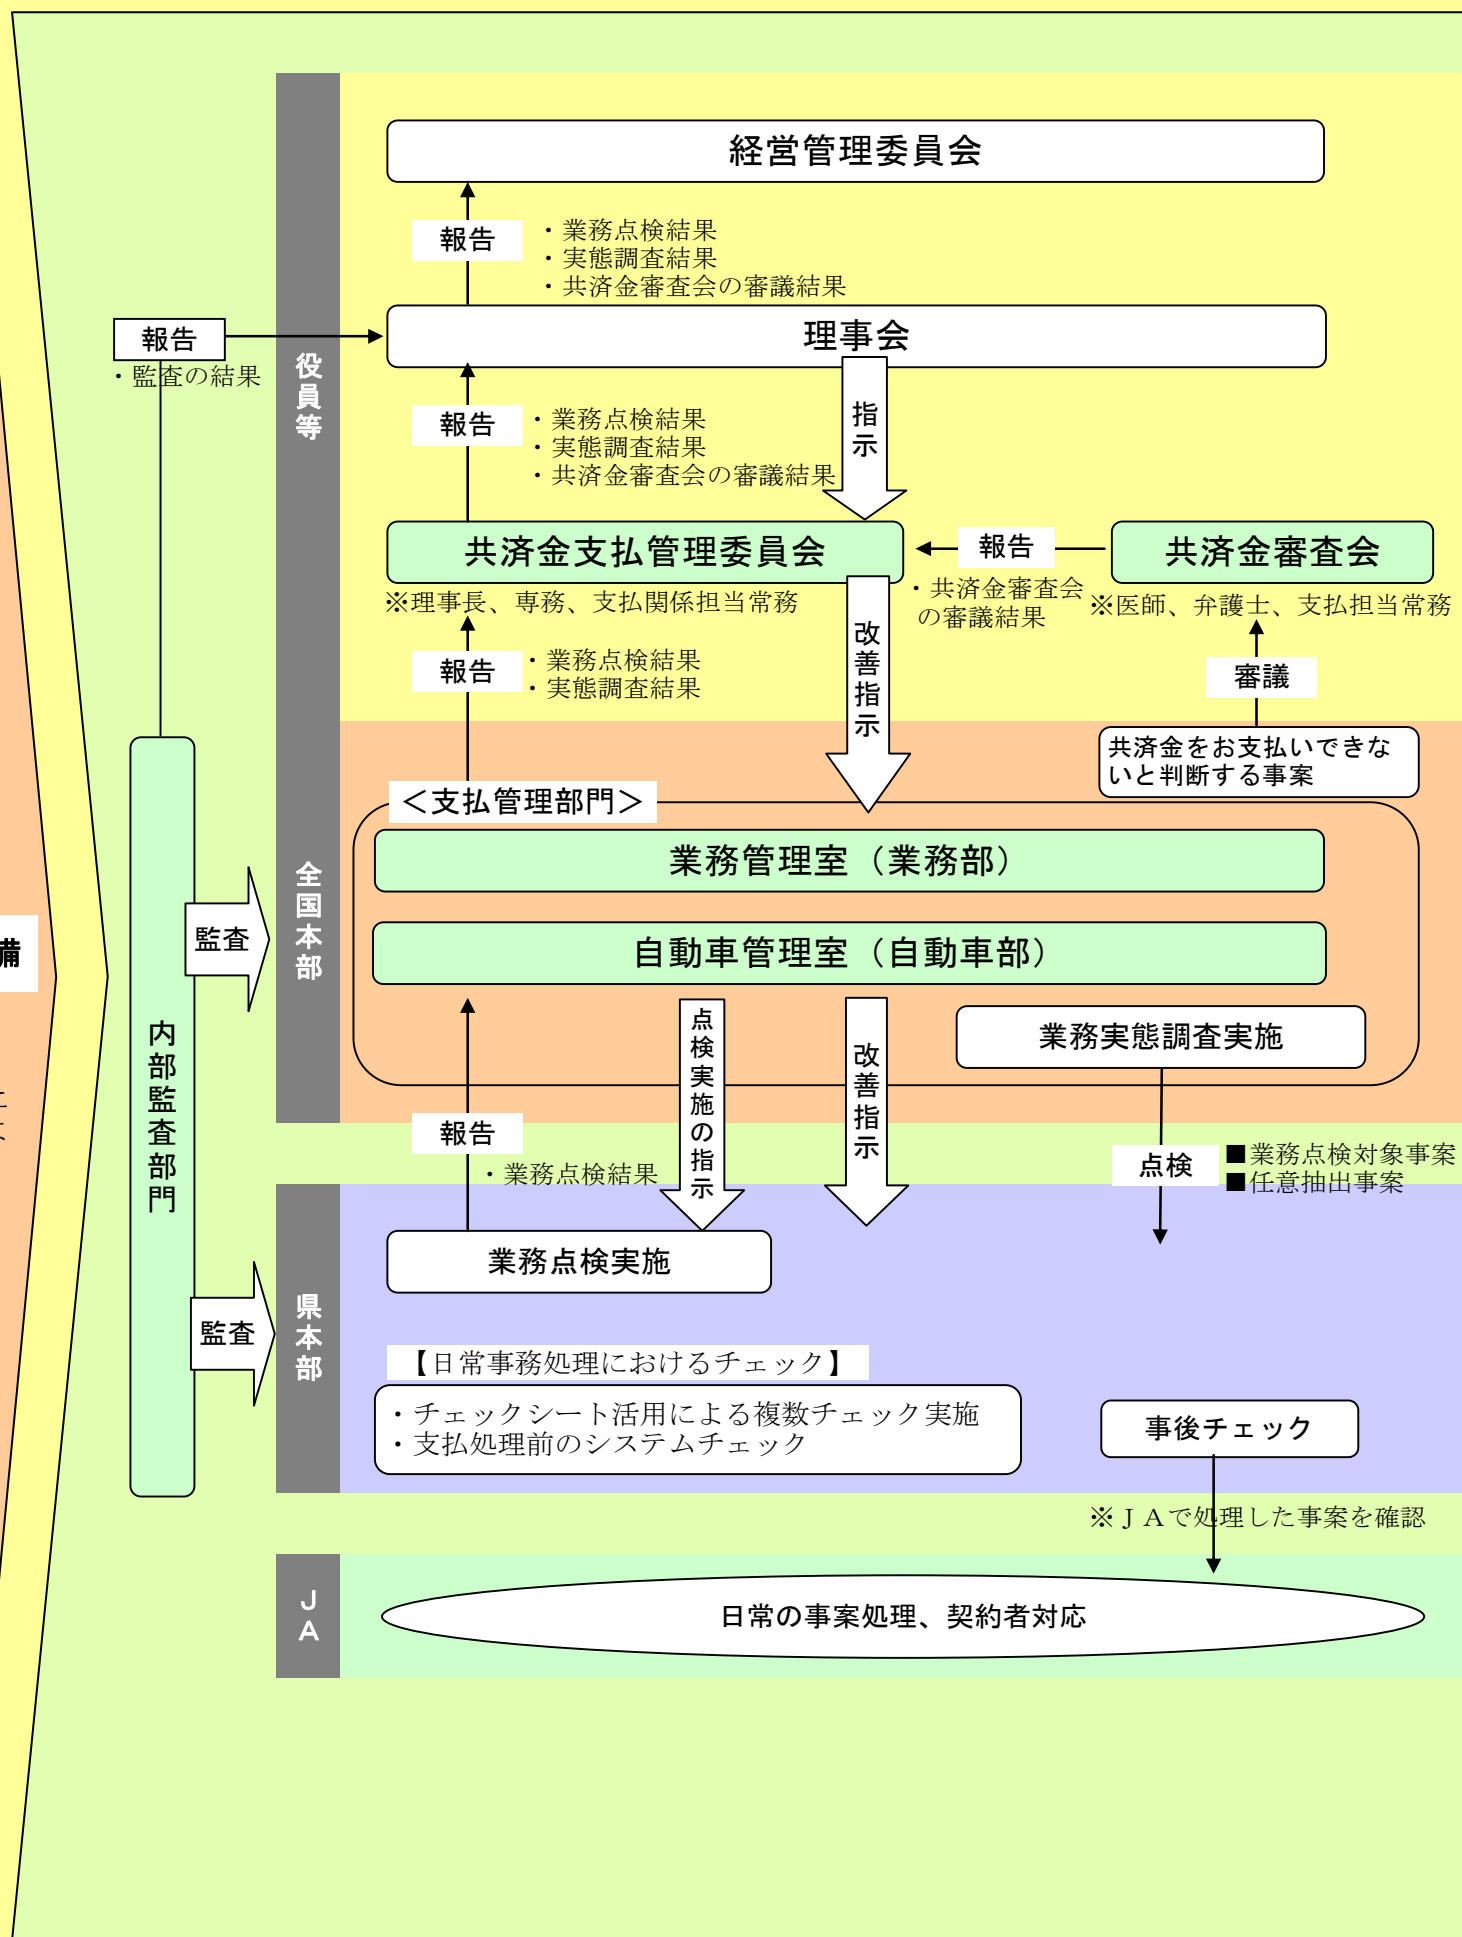 経営管理委員会
報告
・業務点検結果
・実態調査結果
・共済金審査会の審議結果
報告
・監査の結果
理事会
役員等
報告
・業務点検結果
・実態調査結果
・共済金審査会の審議結果
指示
共済金支払管理委員会
※理事長、専務、支払関係担当常務
報告
・共済金審査会
の審議結果
共済金審査会
※医師、弁護士、支払担当常務
報告
・業務点検結果
・実態調査結果
改善指示
審議
共済金をお支払いできな
いと判断する事案
＜支払管理部門＞
業務管理室（業務部）
全国本部
監査
自動車管理室（自動車部）
備
内部監査部門
点検実施の指示
改善指示
業務実態調査実施
報告
・業務点検結果
点検
■業務点検対象事案
■任意抽出事案
県本部
業務点検実施
監査
【日常事務処理におけるチェック】
・チェックシート活用による複数チェック実施
・支払処理前のシステムチェック
事後チェック
※ＪＡで処理した事案を確認
ＪＡ
日常の事案処理、契約者対応